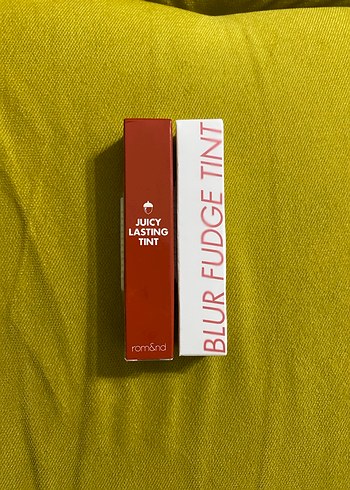 JUICY
LASTING
TINT
rom&nd
BLUR FUDGE TINT